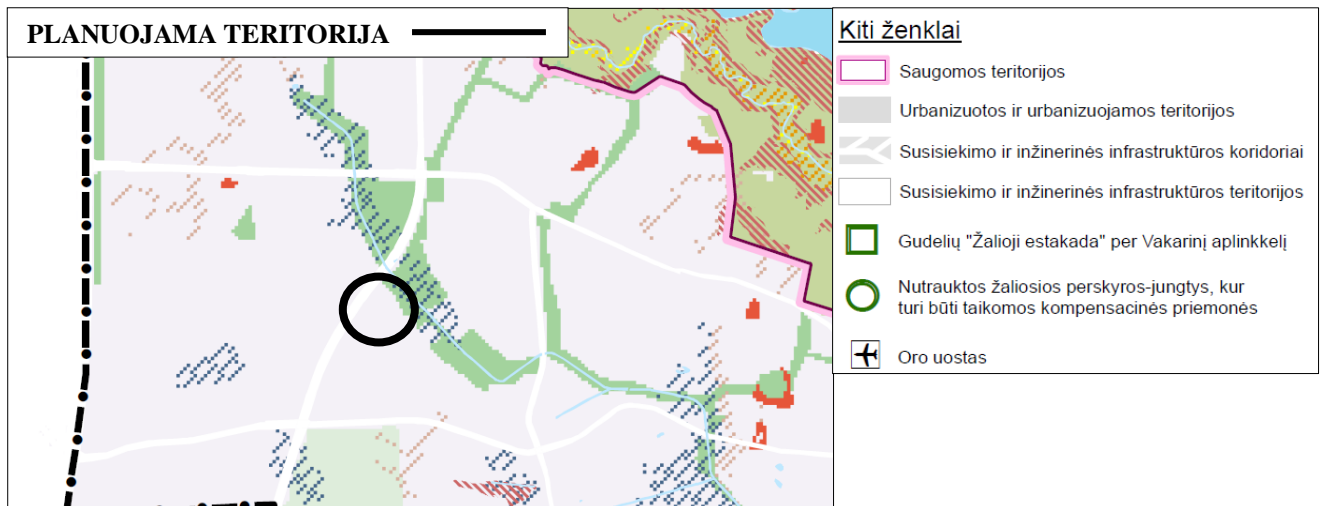 PLANUOJAMA TERITORIJA
Kiti ženklai
Saugomos teritorijos
Urbanizuotos ir urbanizuojamos teritorijos
Susisiekimo ir inžinerinės infrastruktūros koridoriai
Susisiekimo ir inžinerinės infrastruktūros teritorijos
Gudelių "Žalioji estakada" per Vakarinį aplinkkelį
Nutrauktos žaliosios perskyros-jungtys, kur
turi būti taikomos kompensacinės priemonės
Oro uostas